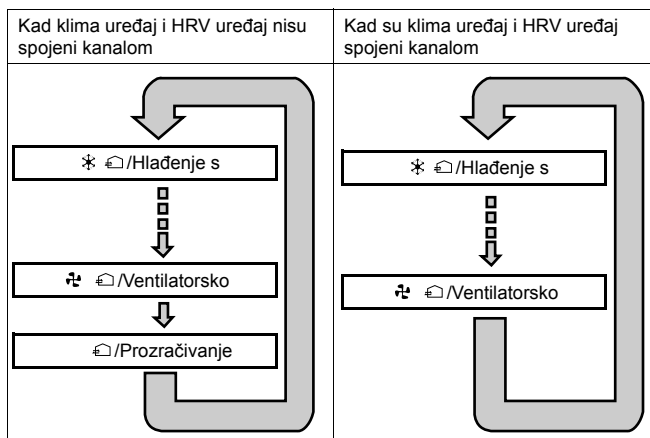 Kad klima uređaj i HRV uređaj nisu
spojeni kanalom
/Hlađenje s
/Ventilatorsko
/Prozračivanje
Kad su klima uređaj i HRV uređaj
spojeni kanalom
/Hlađenje s
/Ventilatorsko